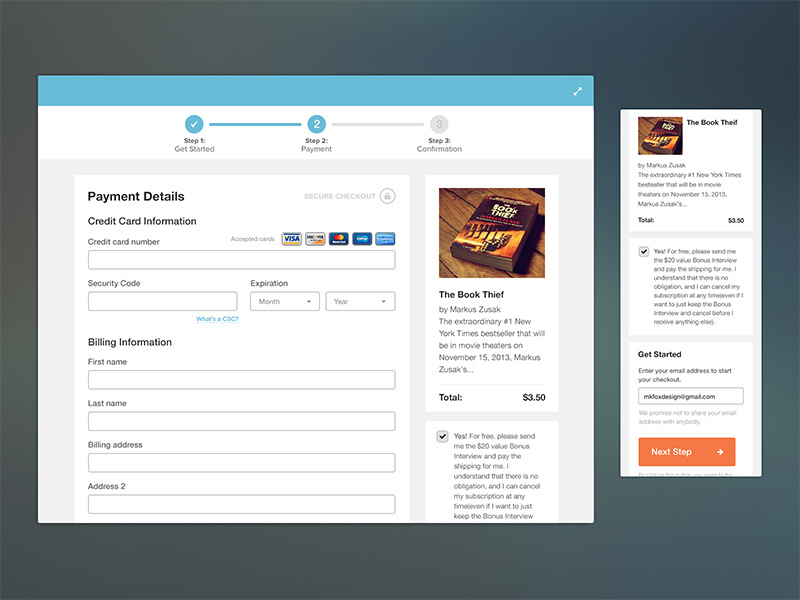 2
3
Step 1:
Get Started
Step 2:
Payment
Step 3:
Confirmation
Payment Details
SECURE CHECKOUT
Credit Card Information
Credit card number
Accepted cards
VISA
DISCOVER
MasterCard
Security Code
Expiration
Month
Year
What's a CSC?
Billing Information
First name
Last name
Billing address
Address 2
THE
BOOK
THIEF
MARKUS ZUSAK
The Book Thief
by Markus Zusak
The extraordinary #1 New
York Times bestseller that will
be in movie theaters on
November 15, 2013, Markus
Zusak's...
Total:
$3.50
Yes! For free, please send
me the $20 value Bonus
Interview and pay the
shipping for me. I
understand that there is no
obligation, and I can cancel
my subscription at any
time(even if I want to just
keep the Bonus Interview
BOOK
THIEF
The Book Theif
by Markus Zusak
The extraordinary #1 New York Times
bestseller that will be in movie
theaters on November 15, 2013,
Markus Zusak's...
Total:
$3.50
Yes! For free, please send me
the $20 value Bonus Interview
and pay the shipping for me. I
understand that there is no
obligation, and I can cancel my
subscription at any time(even if I
want to just keep the Bonus
Interview and cancel before I
receive anything else).
Get Started
Enter your email address to start
your checkout.
mkfoxdesign@gmail.com
We promise not to share your email
address with anybody.
Next Step